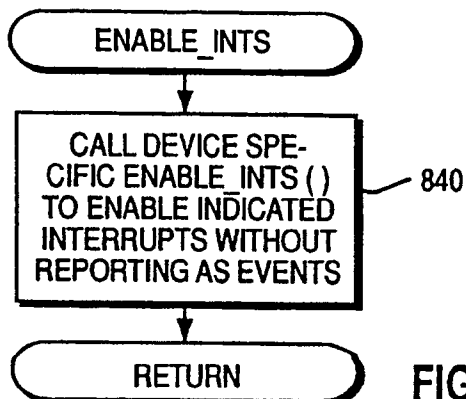 ENABLE_INTS
CALL DEVICE SPE-
CIFIC ENABLE_INTS ( )
TO ENABLE INDICATED
INTERRUPTS WITHOUT
REPORTING AS EVENTS
840
RETURN
FIG